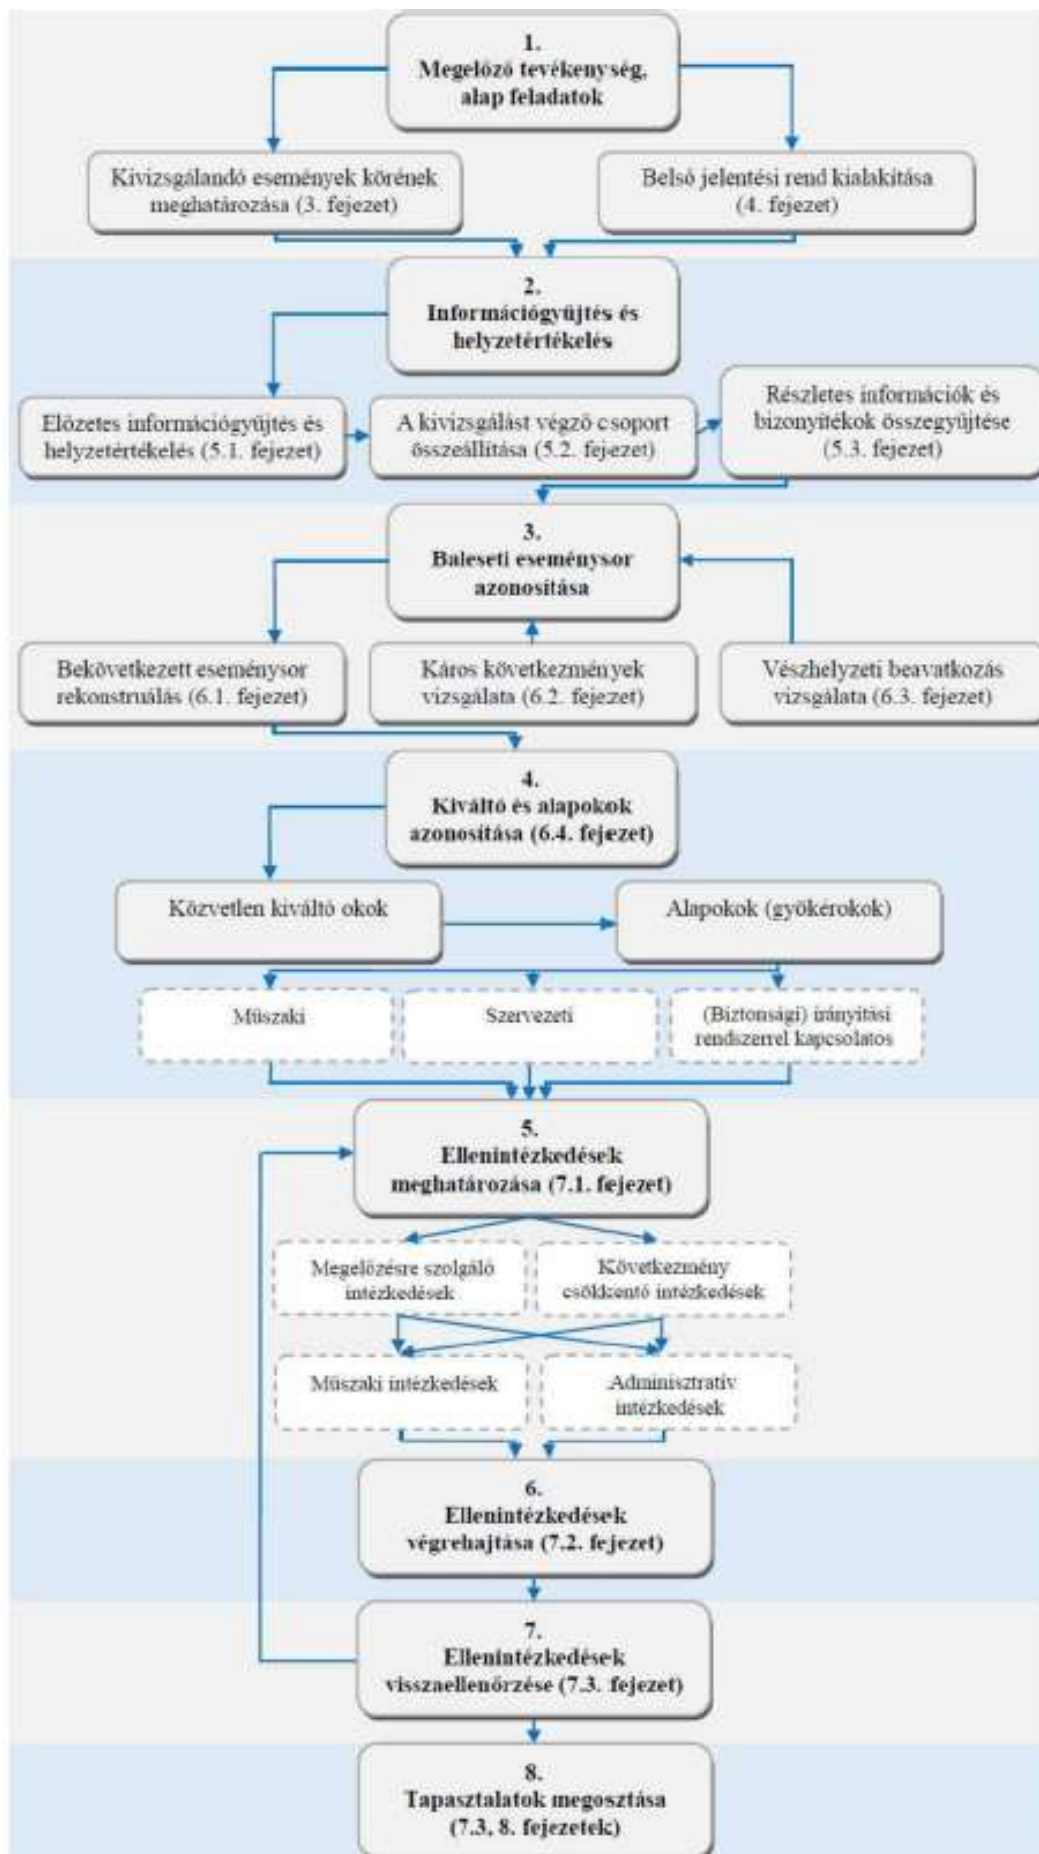 1.
Megelőző tevékenység,
alap feladatok
Kivizsgálandó események körének
meghatározása (3. fejezet)
Belső jelentési rend kialakítása
(4. fejezet)
2.
Információgyűjtés és
helyzetértékelés
Előzetes információgyűjtés és
helyzetértékelés (5.1. fejezet)
A kivizsgálást végző csoport
összeállítása (5.2. fejezet)
Részletes információk és
bizonyítékok összegyűjtése
(5.3. fejezet)
3.
Baleseti eseménysor
azonosítása
Bekövetkezett eseménysor
rekonstruálás (6.1. fejezet)
Káros következmények
vizsgálata (6.2. fejezet)
Vészhelyzeti beavatkozás
vizsgálata (6.3. fejezet)
4.
Kiváltó és alapokok
azonosítása (6.4. fejezet)
Közvetlen kiváltó okok
Alapokok (gyökérokok)
Műszaki
Szervezeti
(Biztonsági) irányítási
rendszerrel kapcsolatos
5.
Ellenintézkedések
meghatározása (7.1. fejezet)
Megelőzésre szolgáló
intézkedések
Következmény
csökkentő intézkedések
Műszaki intézkedések
Adminisztratív
intézkedések
6.
Ellenintézkedések
végrehajtása (7.2. fejezet)
7.
Ellenintézkedések
visszaellenőrzése (7.3. fejezet)
8.
Tapasztalatok megosztása
(7.3, 8. fejezetek)